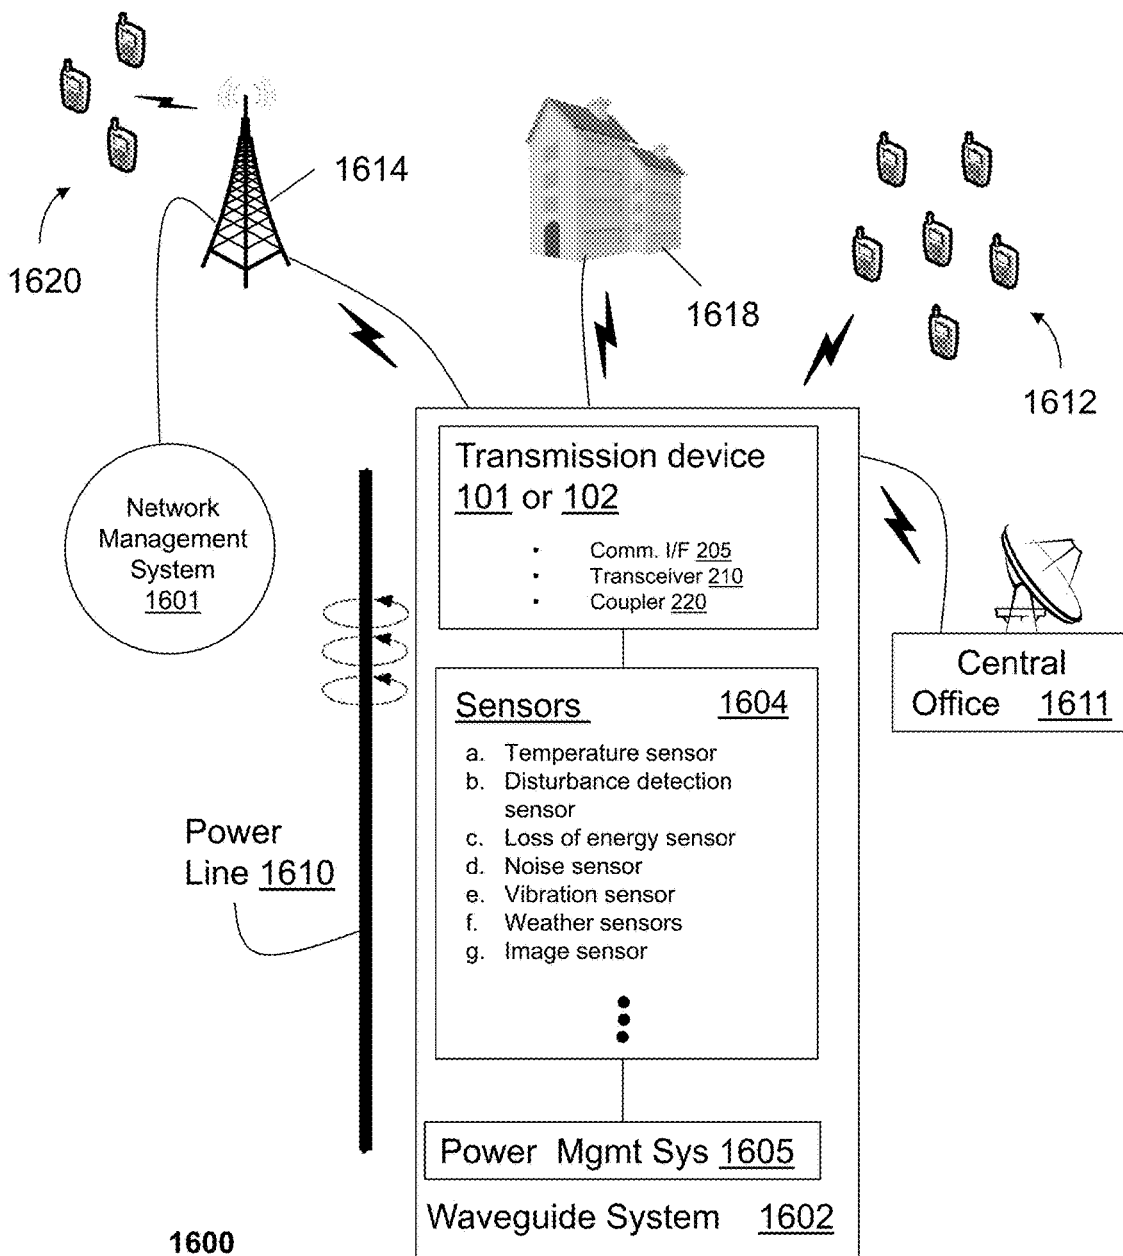 1614
1620
1618
1612
Transmission device
101 or 102
• Comm. I/F 205
• Transceiver 210
• Coupler 220
Network
Management
System
1601
Central
Office 1611
Sensors 1604
a. Temperature sensor
b. Disturbance detection
sensor
c. Loss of energy sensor
d. Noise sensor
e. Vibration sensor
f. Weather sensors
g. Image sensor
Power
Line 1610
Power Mgmt Sys 1605
Waveguide System 1602
1600